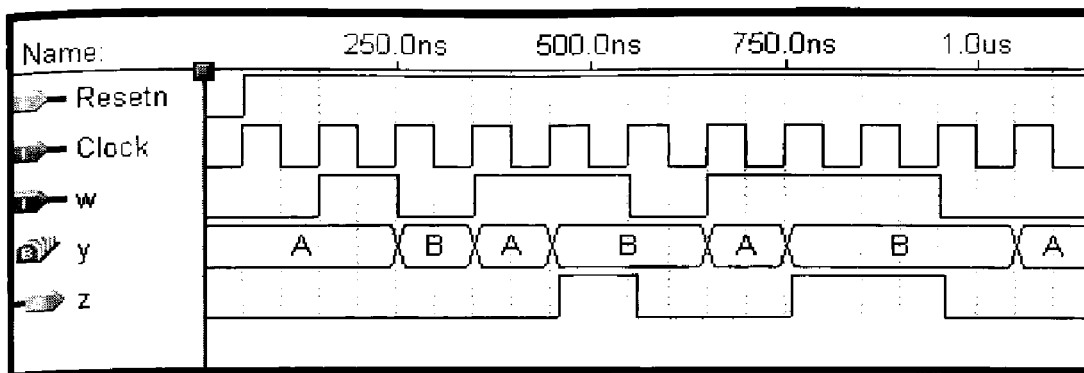 Name: 250.0ns 500.0ns 750.0ns 1.0us
Resetn
Clock
w
y A B A B A B A
z